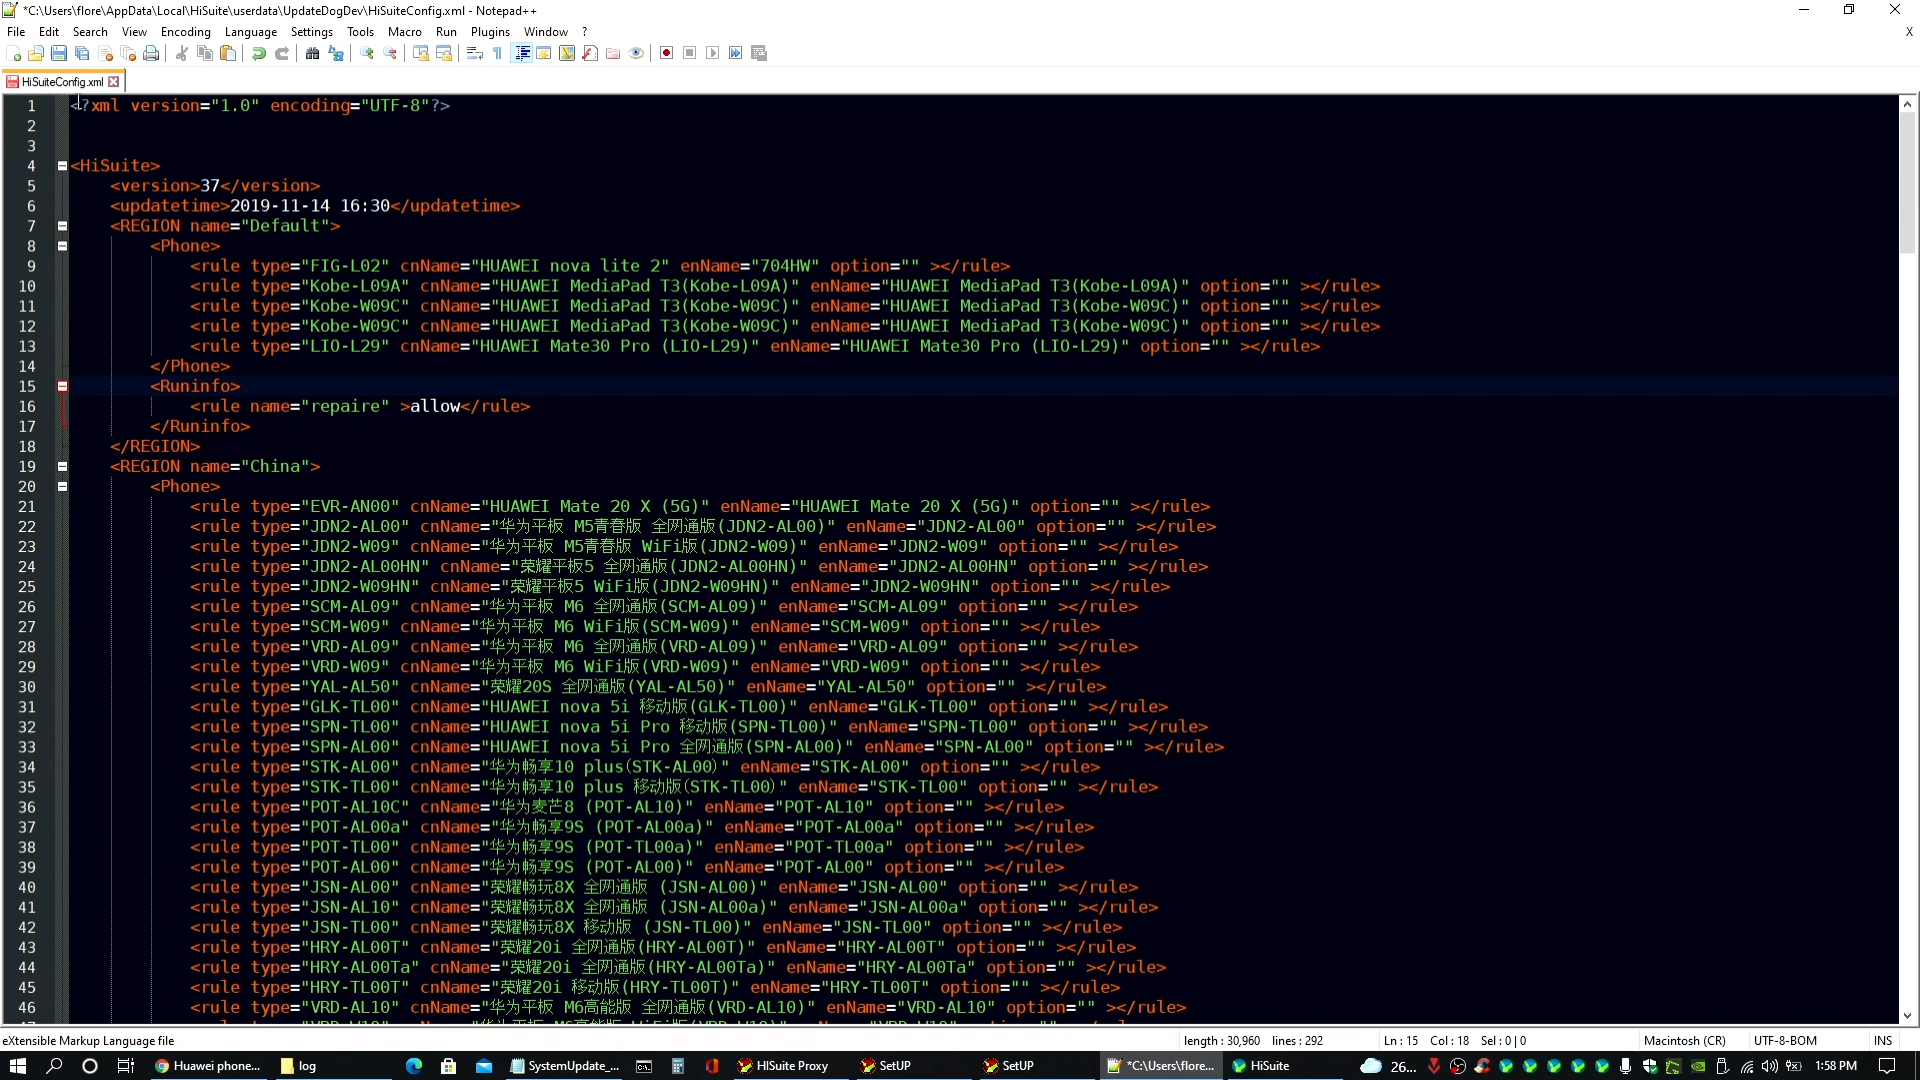 *C:\Users\flore\AppData\Local\HiSuite\userdata\UpdateDogDev\HiSuiteConfig.xml - Notepad++
File Edit Search View Encoding Language Settings Tools Macro Run Plugins Window ? X
HiSuiteConfig.xml
1 <?xml version="1.0" encoding="UTF-8"?>
2
3
4 <HiSuite>
5 <version>37</version>
6 <updatetime>2019-11-14 16:30</updatetime>
7 <REGION name="Default">
8 <Phone>
9 <rule type="FIG-L02" cnName="HUAWEI nova lite 2" enName="704HW" option="" ></rule>
10 <rule type="Kobe-L09A" cnName="HUAWEI MediaPad T3(Kobe-L09A)" enName="HUAWEI MediaPad T3(Kobe-L09A)" option="" ></rule>
11 <rule type="Kobe-W09C" cnName="HUAWEI MediaPad T3(Kobe-W09C)" enName="HUAWEI MediaPad T3(Kobe-W09C)" option="" ></rule>
12 <rule type="Kobe-W09C" cnName="HUAWEI MediaPad T3(Kobe-W09C)" enName="HUAWEI MediaPad T3(Kobe-W09C)" option="" ></rule>
13 <rule type="LIO-L29" cnName="HUAWEI Mate30 Pro (LIO-L29)" enName="HUAWEI Mate30 Pro (LIO-L29)" option="" ></rule>
14 </Phone>
15 <Runinfo>
16 <rule name="repaire" >allow</rule>
17 </Runinfo>
18 </REGION>
19 <REGION name="China">
20 <Phone>
21 <rule type="EVR-AN00" cnName="HUAWEI Mate 20 X (5G)" enName="HUAWEI Mate 20 X (5G)" option="" ></rule>
22 <rule type="JDN2-AL00" cnName="华为平板 M5青春版 全网通版(JDN2-AL00)" enName="JDN2-AL00" option="" ></rule>
23 <rule type="JDN2-W09" cnName="华为平板 M5青春版 WiFi版(JDN2-W09)" enName="JDN2-W09" option="" ></rule>
24 <rule type="JDN2-AL00HN" cnName="荣耀平板5 全网通版(JDN2-AL00HN)" enName="JDN2-AL00HN" option="" ></rule>
25 <rule type="JDN2-W09HN" cnName="荣耀平板5 WiFi版(JDN2-W09HN)" enName="JDN2-W09HN" option="" ></rule>
26 <rule type="SCM-AL09" cnName="华为平板 M6 全网通版(SCM-AL09)" enName="SCM-AL09" option="" ></rule>
27 <rule type="SCM-W09" cnName="华为平板 M6 WiFi版(SCM-W09)" enName="SCM-W09" option="" ></rule>
28 <rule type="VRD-AL09" cnName="华为平板 M6 全网通版(VRD-AL09)" enName="VRD-AL09" option="" ></rule>
29 <rule type="VRD-W09" cnName="华为平板 M6 WiFi版(VRD-W09)" enName="VRD-W09" option="" ></rule>
30 <rule type="YAL-AL50" cnName="荣耀20S 全网通版(YAL-AL50)" enName="YAL-AL50" option="" ></rule>
31 <rule type="GLK-TL00" cnName="HUAWEI nova 5i 移动版(GLK-TL00)" enName="GLK-TL00" option="" ></rule>
32 <rule type="SPN-TL00" cnName="HUAWEI nova 5i Pro 移动版(SPN-TL00)" enName="SPN-TL00" option="" ></rule>
33 <rule type="SPN-AL00" cnName="HUAWEI nova 5i Pro 全网通版(SPN-AL00)" enName="SPN-AL00" option="" ></rule>
34 <rule type="STK-AL00" cnName="华为畅享10 plus(STK-AL00)" enName="STK-AL00" option="" ></rule>
35 <rule type="STK-TL00" cnName="华为畅享10 plus 移动版(STK-TL00)" enName="STK-TL00" option="" ></rule>
36 <rule type="POT-AL10C" cnName="华为麦芒8 (POT-AL10)" enName="POT-AL10" option="" ></rule>
37 <rule type="POT-AL00a" cnName="华为畅享9S (POT-AL00a)" enName="POT-AL00a" option="" ></rule>
38 <rule type="POT-TL00" cnName="华为畅享9S (POT-TL00a)" enName="POT-TL00a" option="" ></rule>
39 <rule type="POT-AL00" cnName="华为畅享9S (POT-AL00)" enName="POT-AL00" option="" ></rule>
40 <rule type="JSN-AL00" cnName="荣耀畅玩8X 全网通版 (JSN-AL00)" enName="JSN-AL00" option="" ></rule>
41 <rule type="JSN-AL10" cnName="荣耀畅玩8X 全网通版 (JSN-AL00a)" enName="JSN-AL00a" option="" ></rule>
42 <rule type="JSN-TL00" cnName="荣耀畅玩8X 移动版 (JSN-TL00)" enName="JSN-TL00" option="" ></rule>
43 <rule type="HRY-AL00T" cnName="荣耀20i 全网通版(HRY-AL00T)" enName="HRY-AL00T" option="" ></rule>
44 <rule type="HRY-AL00Ta" cnName="荣耀20i 全网通版(HRY-AL00Ta)" enName="HRY-AL00Ta" option="" ></rule>
45 <rule type="HRY-TL00T" cnName="荣耀20i 移动版(HRY-TL00T)" enName="HRY-TL00T" option="" ></rule>
46 <rule type="VRD-AL10" cnName="华为平板 M6高能版 全网通版(VRD-AL10)" enName="VRD-AL10" option="" ></rule>
eXtensible Markup Language file length : 30,960 lines : 292 Ln : 15 Col : 18 Sel : 0 | 0 Macintosh (CR) UTF-8-BOM INS
Huawei phone... log SystemUpdate_... HISuite Proxy SetUP SetUP *C:\Users\flore... HiSuite 26... 1:58 PM